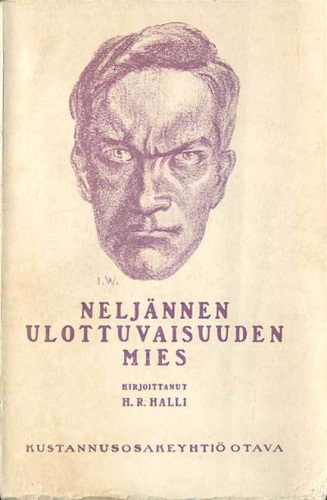 I.W.
NELJÄNNEN
ULOTTUVAISUUDEN
MIES
KIRJOITTANUT
H. R. HALLI
KUSTANNUSOSAKEYHTIÖ OTAVA